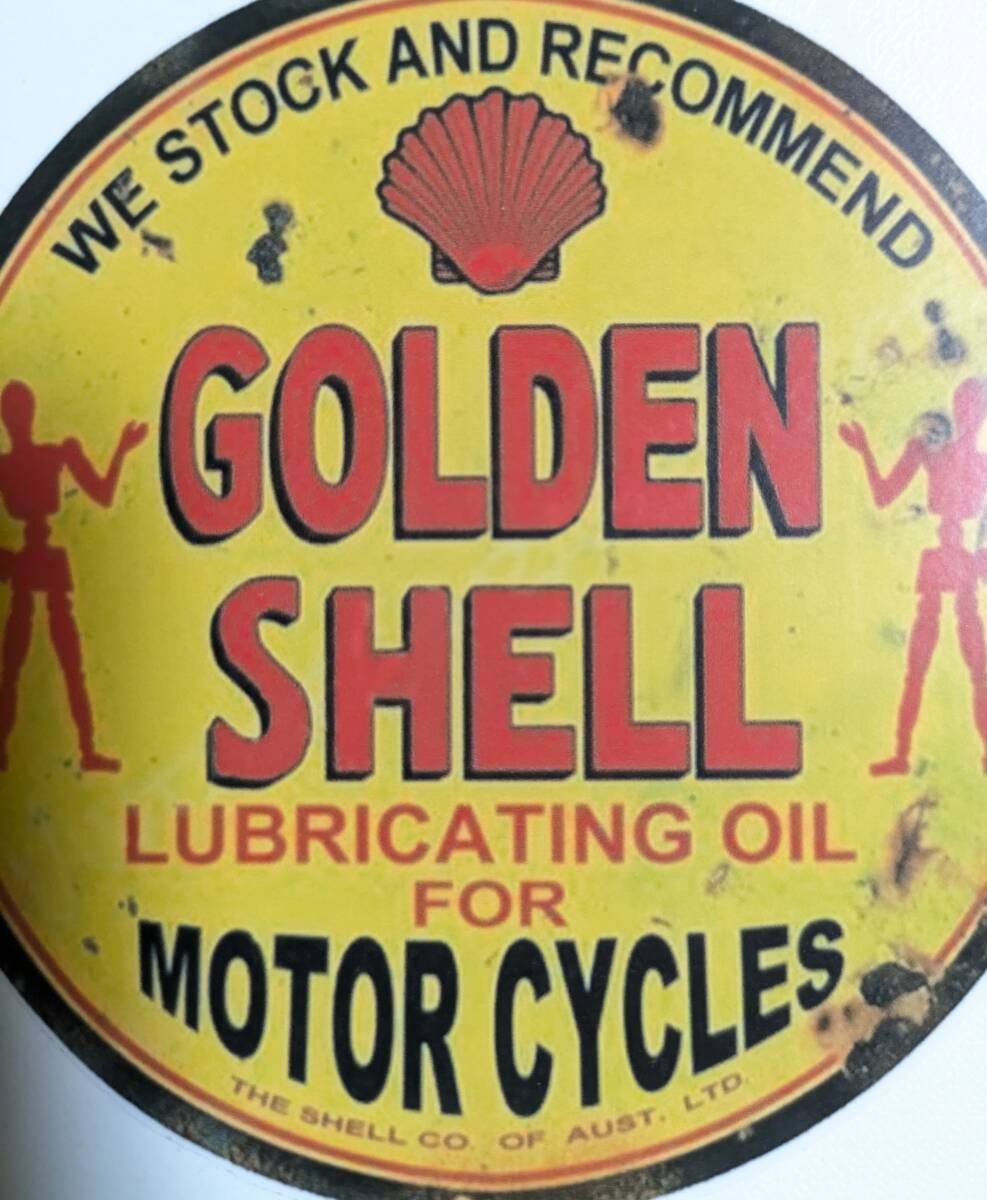 WE STOCK AND RECOMMEND
GOLDEN
SHELL
LUBRICATING OIL
FOR
MOTOR CYCLES
THE SHELL CO. OF AUST. LTD.